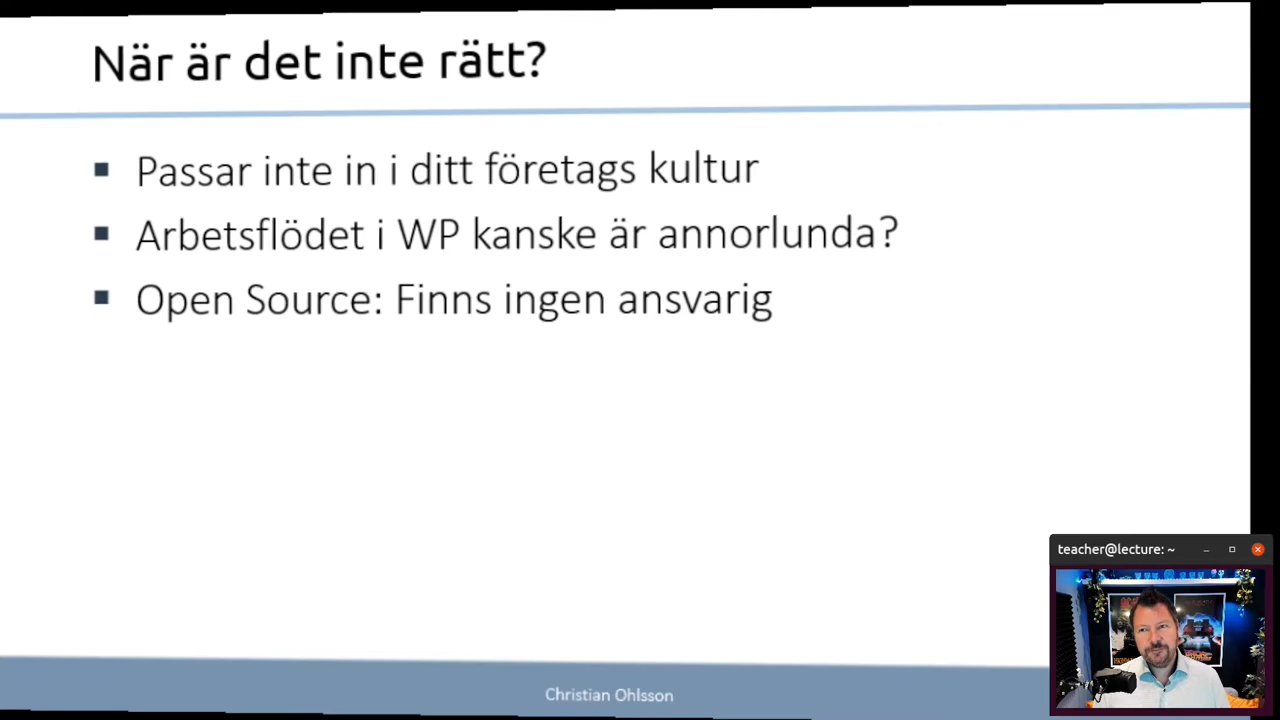 När är det inte rätt?
Passar inte in i ditt företags kultur
Arbetsflödet i WP kanske är annorlunda?
Open Source: Finns ingen ansvarig
teacher@lecture: ~
Christian Ohlsson